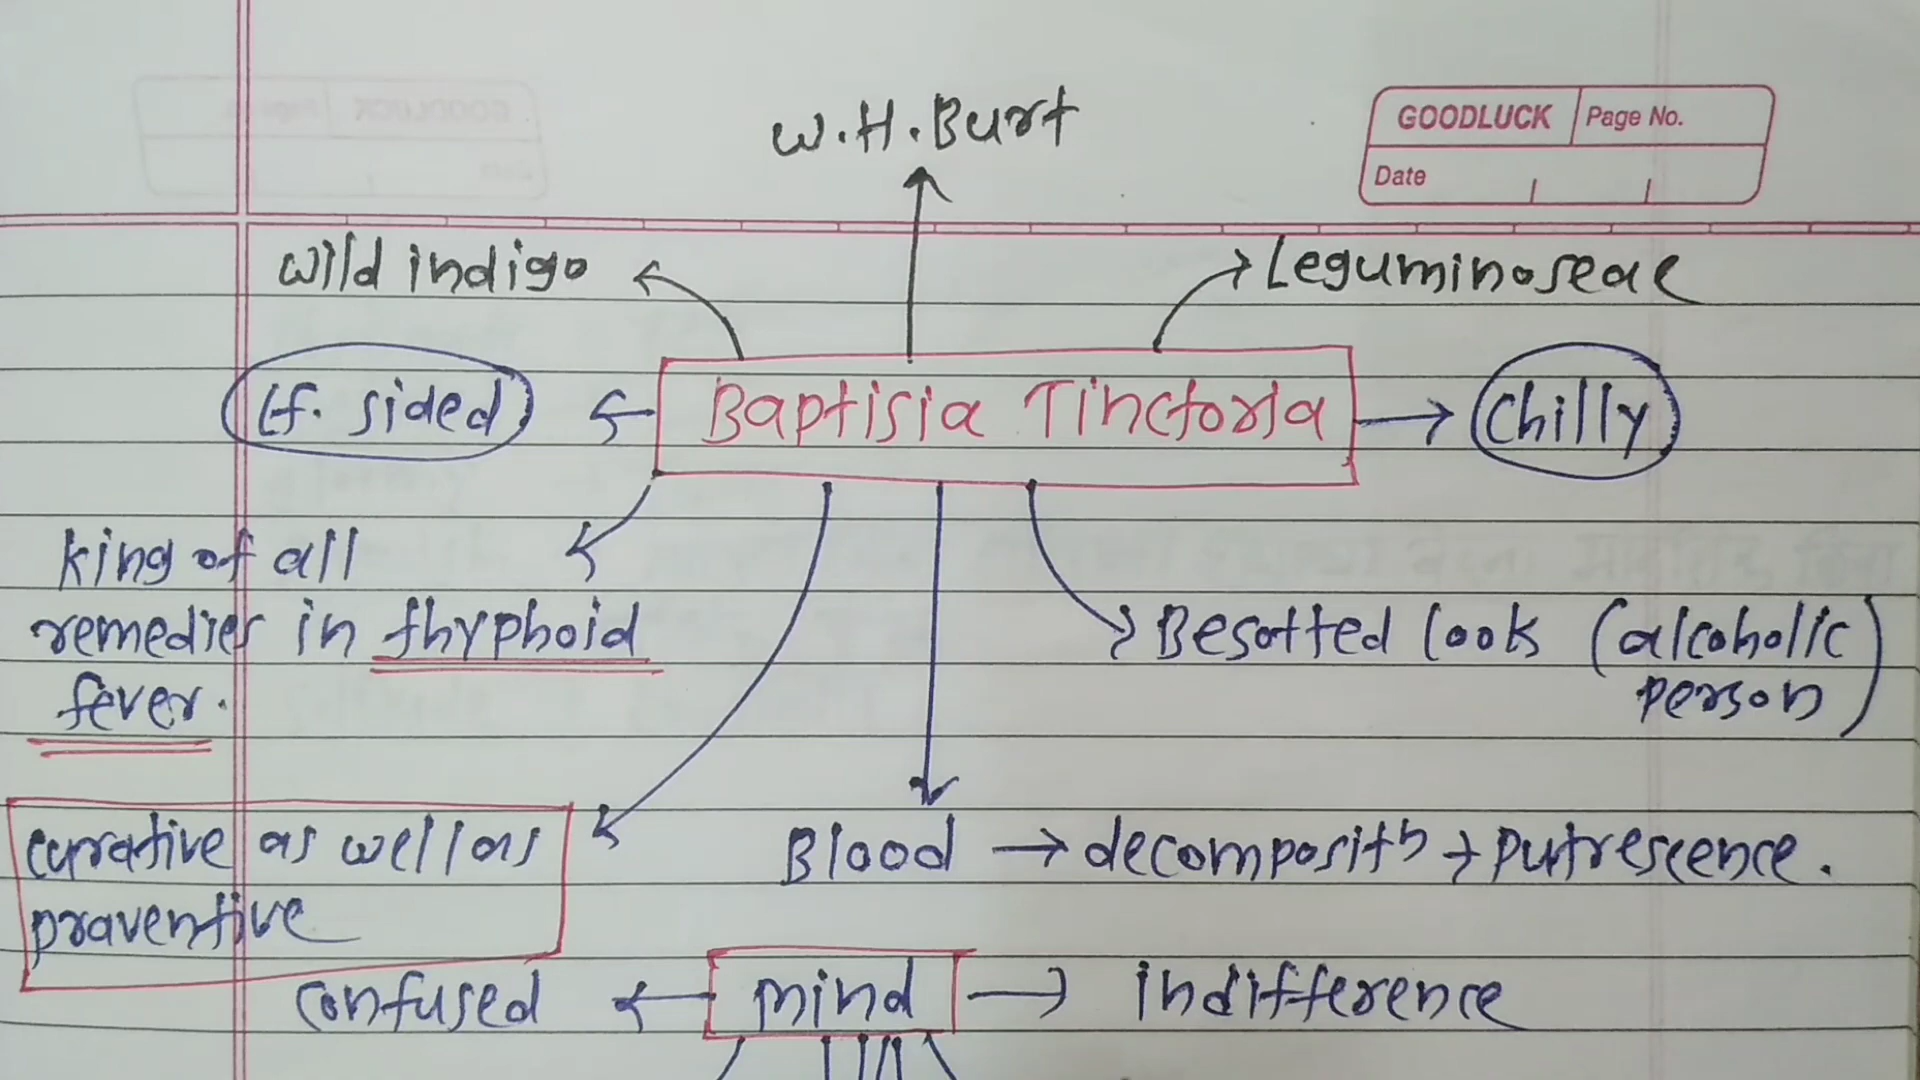 W.H.Burt
GOODLUCK Page No.
Date
Wild indigo
Leguminoseae
Lf. sided
Baptisia Tinctoria
Chilly
king of all
remedies in thyphoid
fever.
Besotted look (alcoholic
person)
curative as well as
praventive
Blood → decompositn + Putrescence.
confused ← mind → indifference